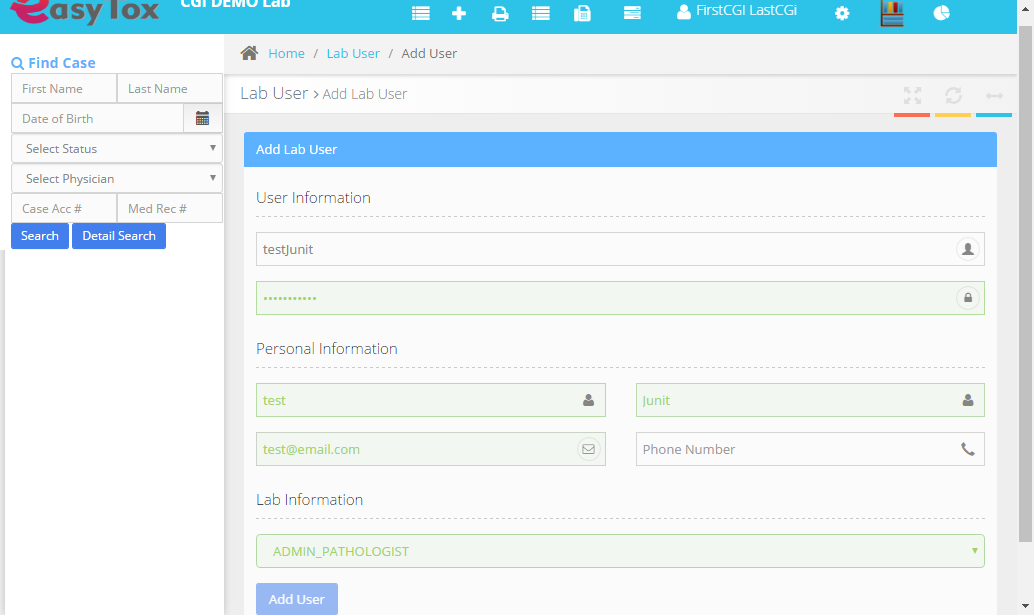 easyTox
CGI DEMO Lab
FirstCGI LastCGi
Find Case
First Name
Last Name
Date of Birth
Select Status
Select Physician
Case Acc #
Med Rec #
Search
Detail Search
Home / Lab User / Add User
Lab User > Add Lab User
Add Lab User
User Information
testJunit
•••••••••••
Personal Information
test
Junit
test@email.com
Phone Number
Lab Information
ADMIN_PATHOLOGIST
Add User